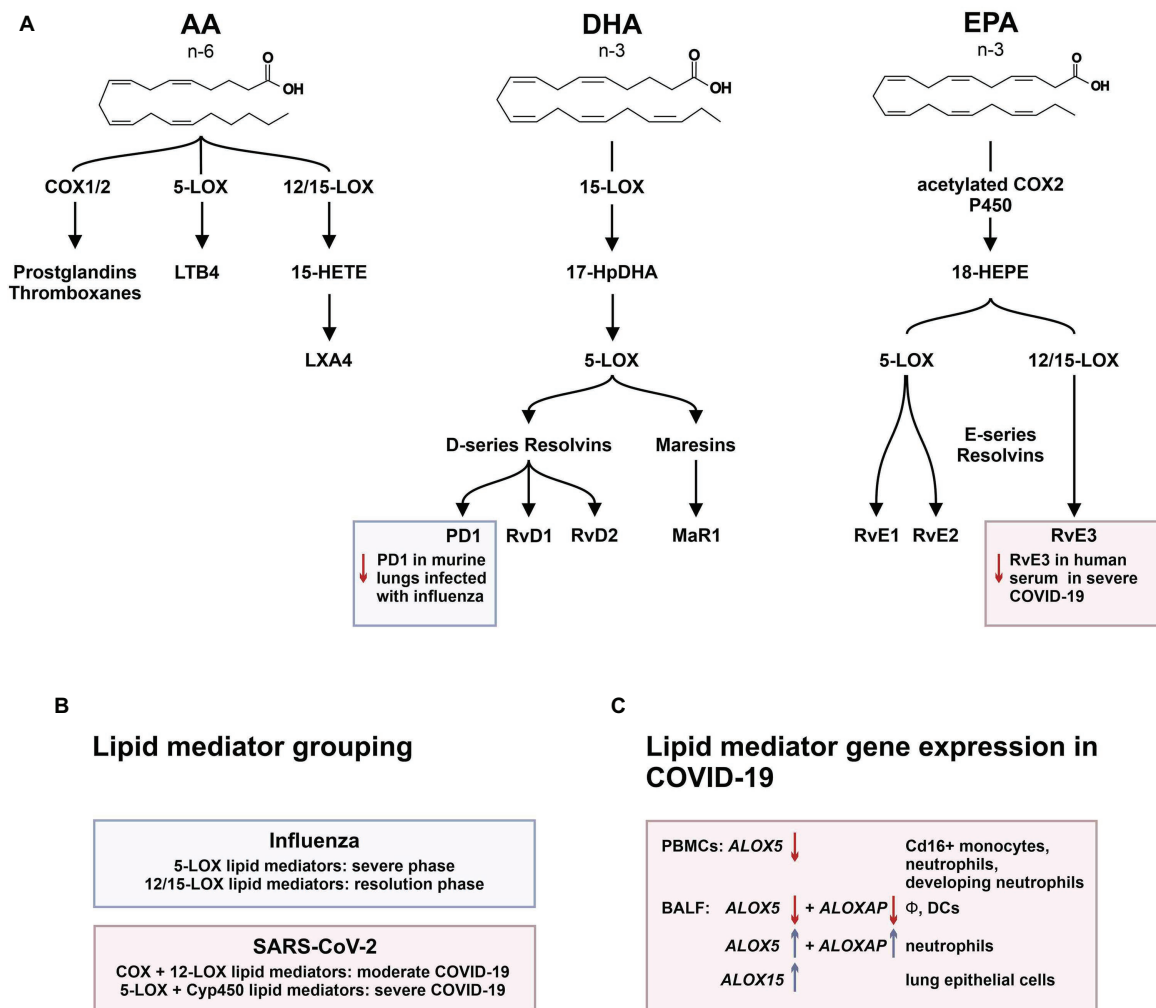 A
AA
n-6
O
OH
COX1/2
5-LOX
12/15-LOX
Prostglandins
Thromboxanes
LTB4
15-HETE
LXA4
DHA
n-3
O
OH
15-LOX
17-HpDHA
5-LOX
D-series Resolvins
Maresins
PD1
RvD1
RvD2
MaR1
PD1 in murine
lungs infected
with influenza
EPA
n-3
O
OH
acetylated COX2
P450
18-HEPE
5-LOX
12/15-LOX
E-series
Resolvins
RvE1
RvE2
RvE3
RvE3 in human
serum in severe
COVID-19
B
Lipid mediator grouping
Influenza
5-LOX lipid mediators: severe phase
12/15-LOX lipid mediators: resolution phase
SARS-CoV-2
COX + 12-LOX lipid mediators: moderate COVID-19
5-LOX + Cyp450 lipid mediators: severe COVID-19
C
Lipid mediator gene expression in
COVID-19
PBMCs: ALOX5 ↓ Cd16+ monocytes,
neutrophils,
developing neutrophils
BALF: ALOX5 ↓ + ALOXAP ↓ Φ, DCs
ALOX5 ↑ + ALOXAP ↑ neutrophils
ALOX15 ↑ lung epithelial cells